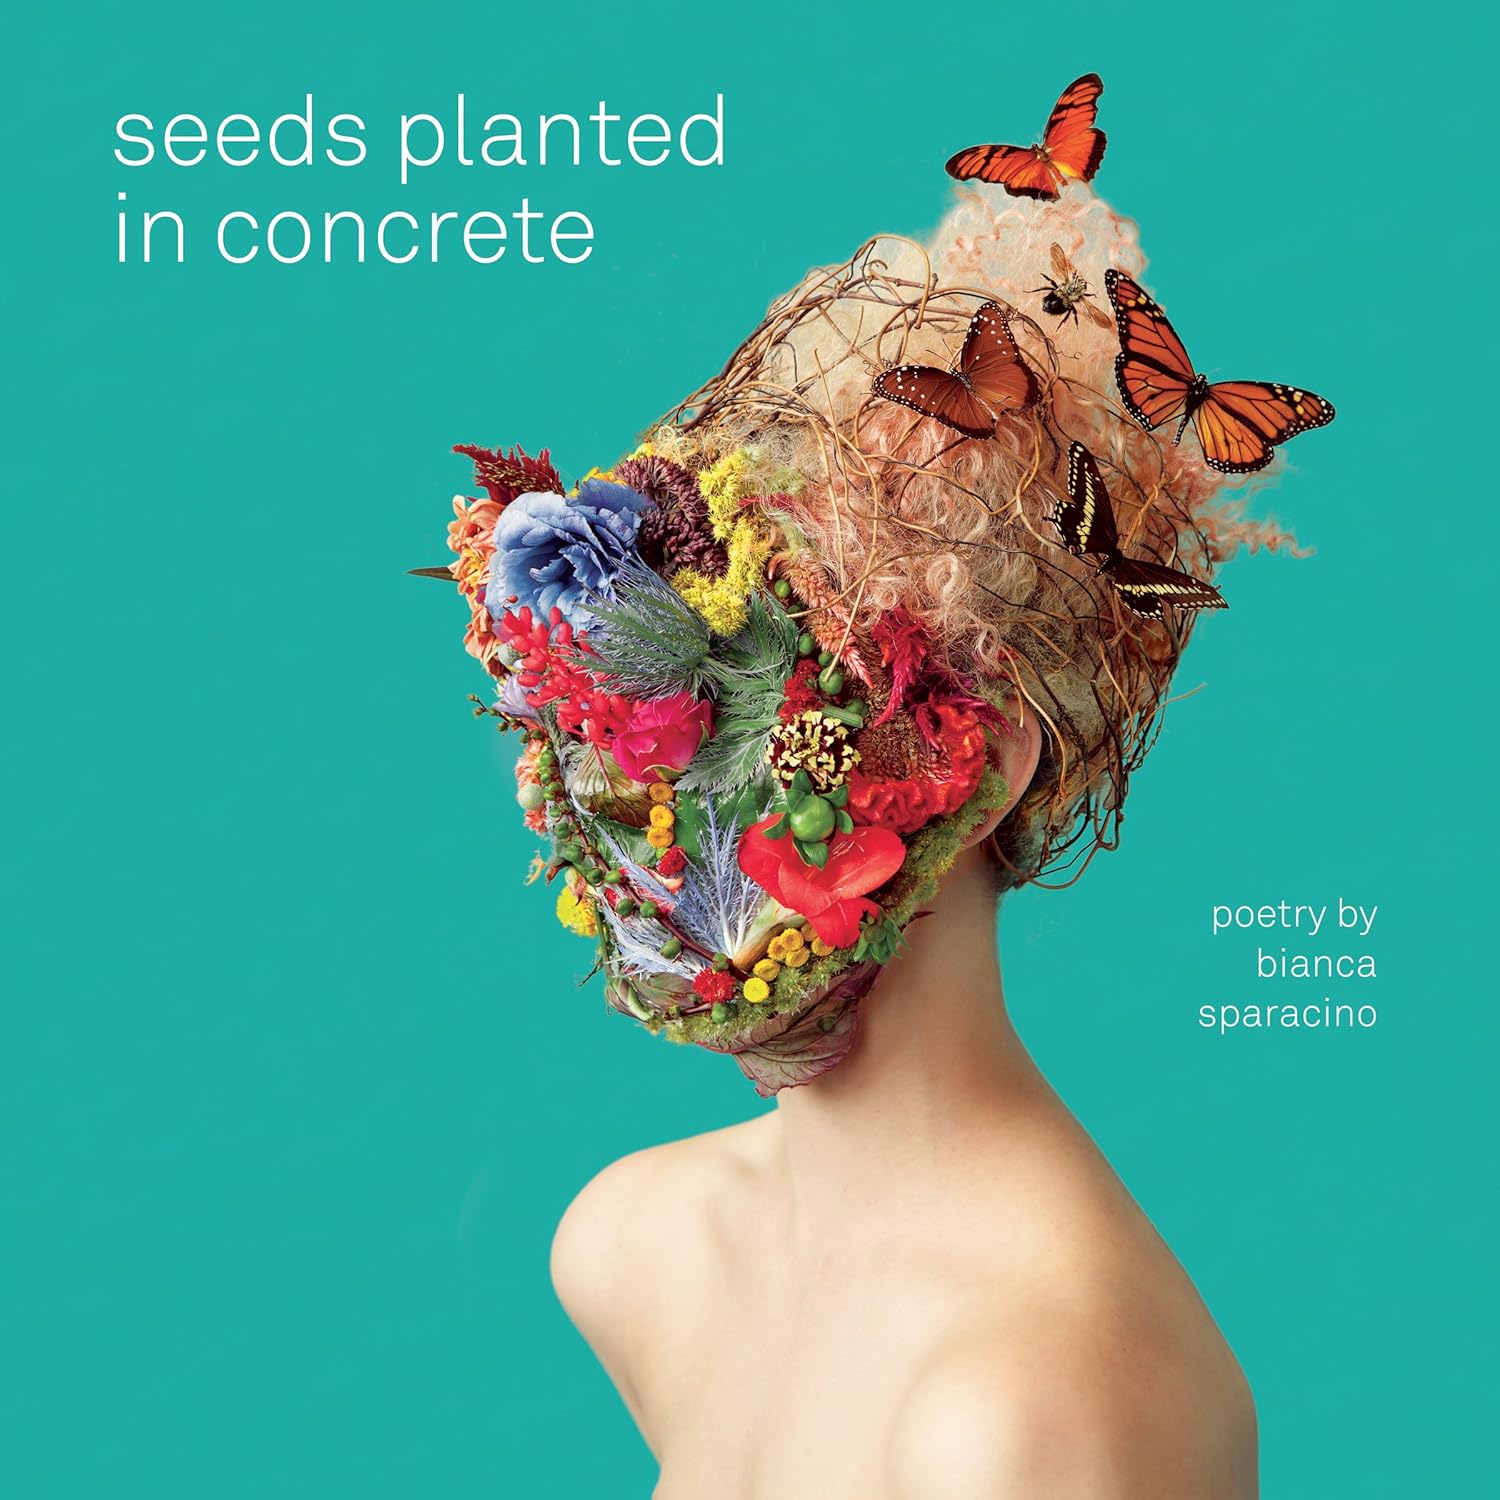 seeds planted
in concrete
poetry by
bianca
sparacino